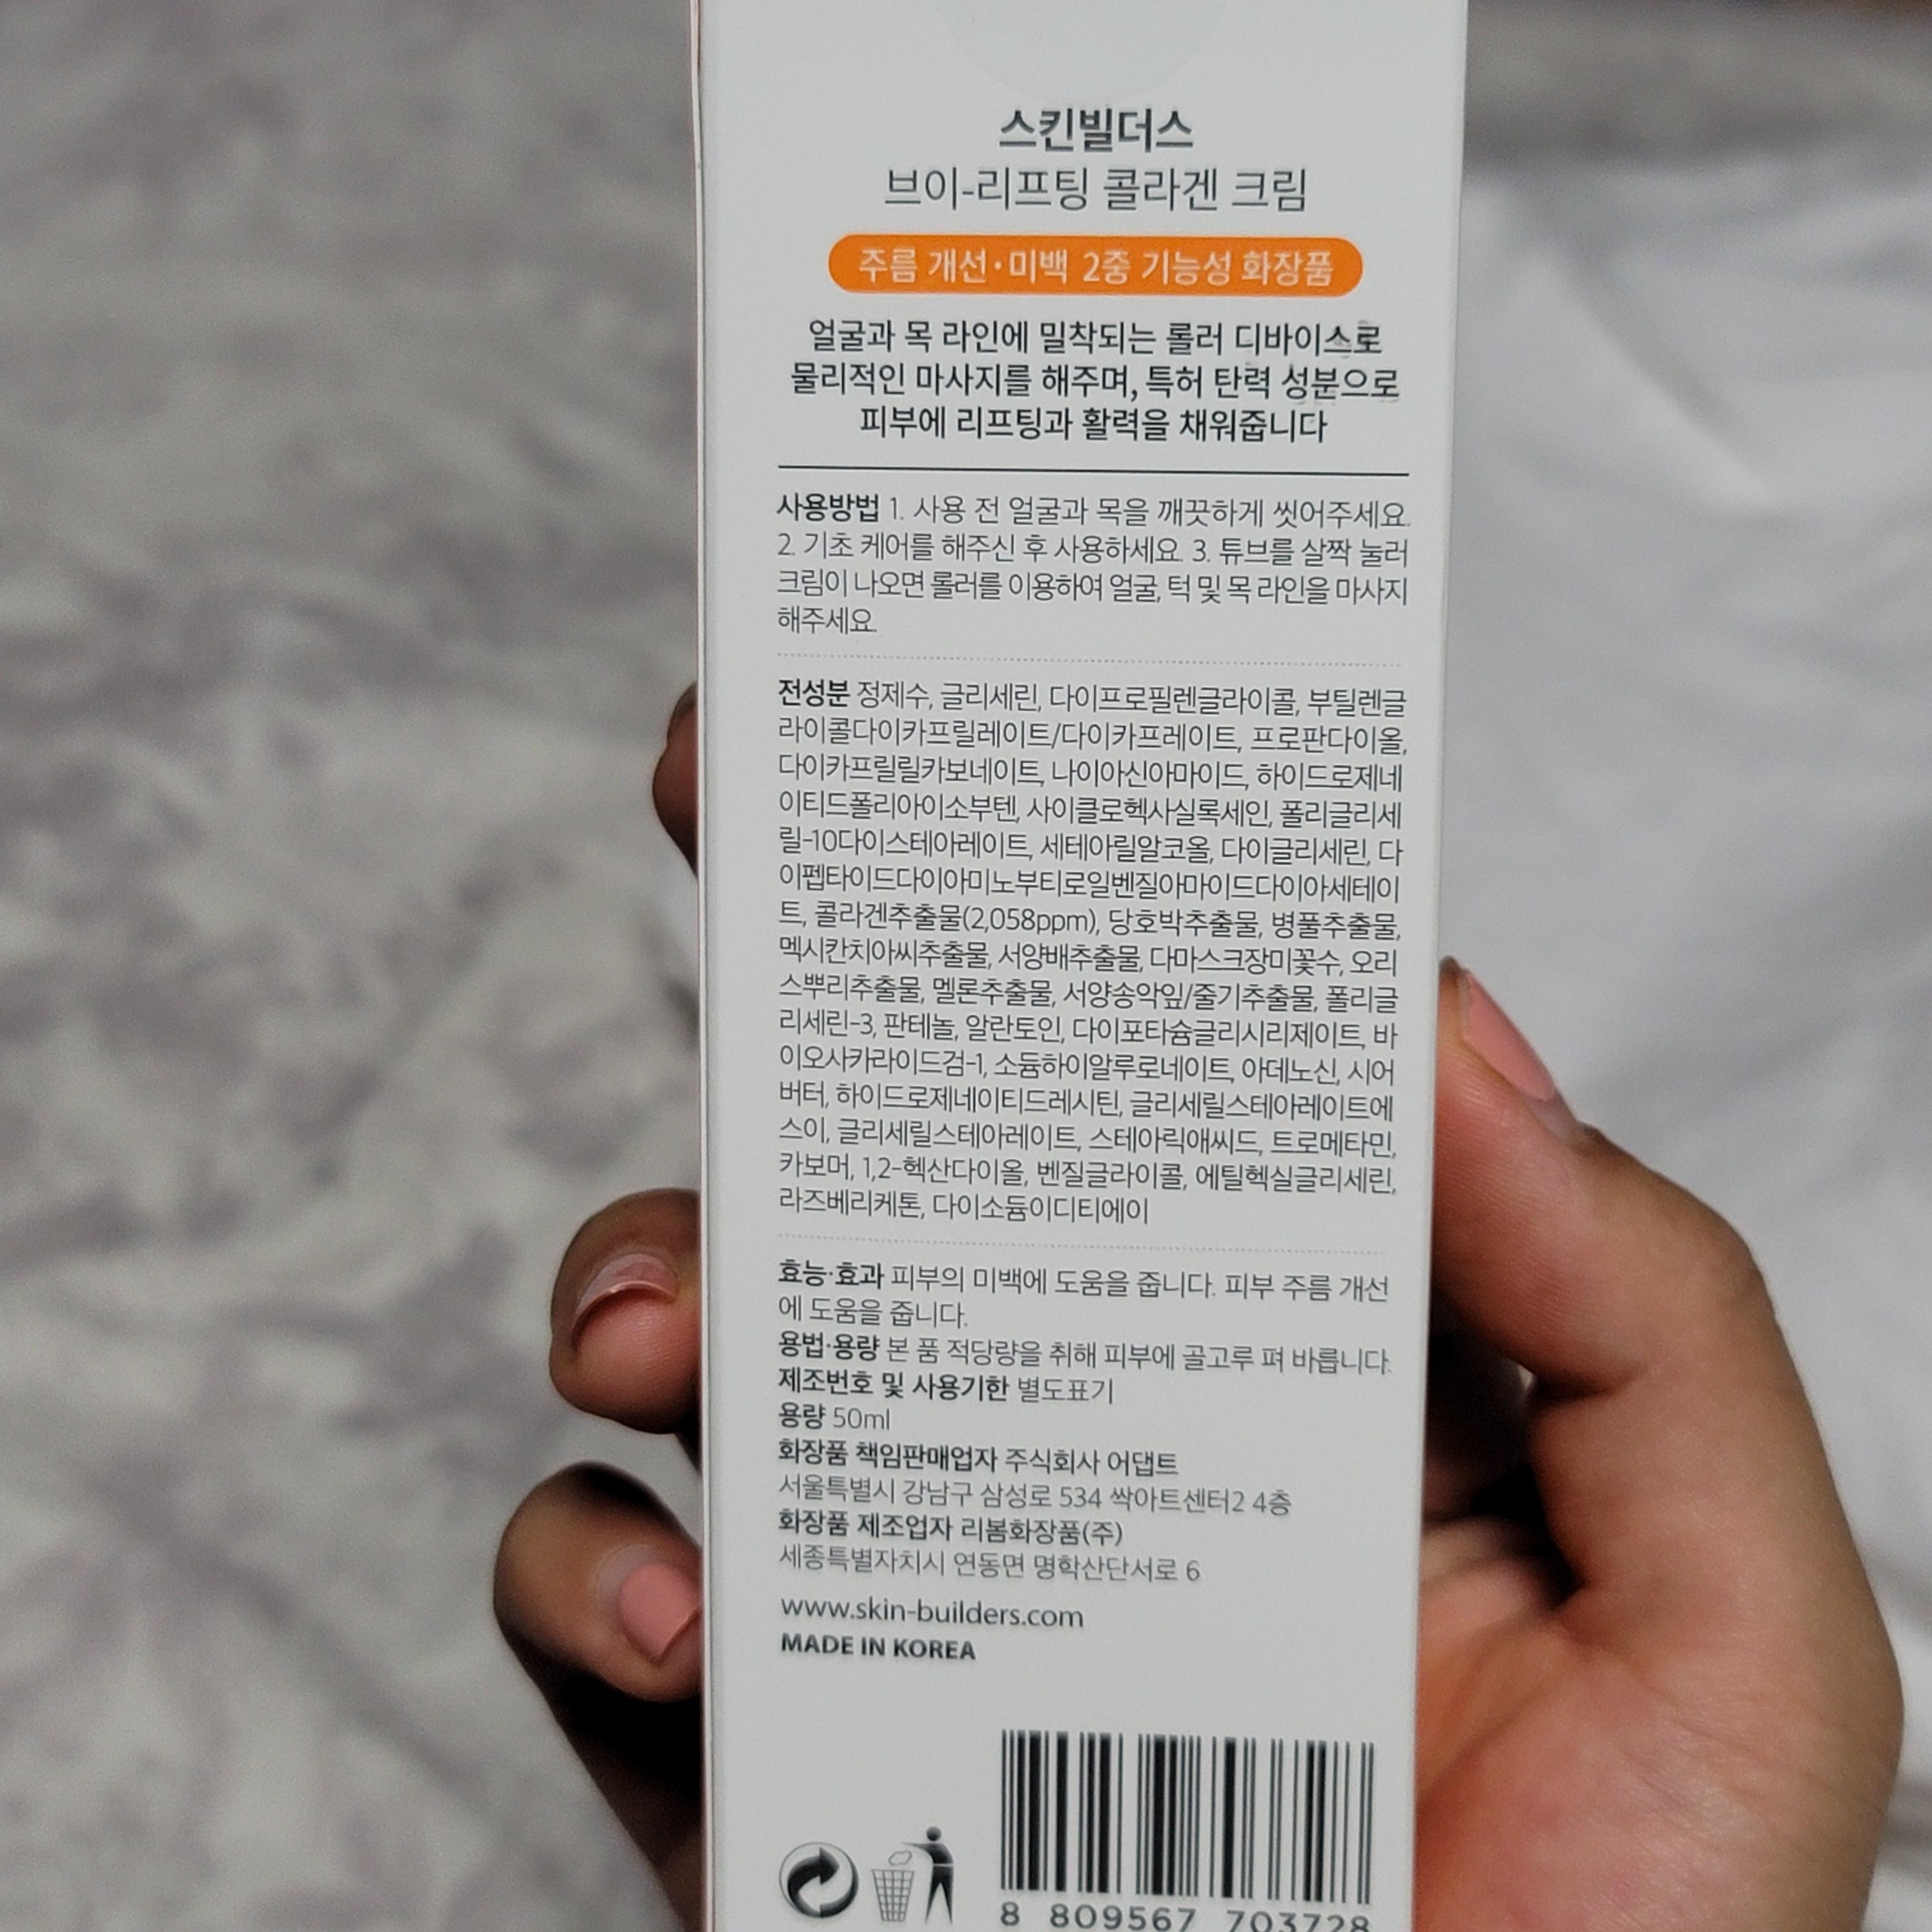 스킨빌더스
브이-리프팅 콜라겐 크림
주름 개선·미백 2중 기능성 화장품
얼굴과 목 라인에 밀착되는 롤러 디바이스로
물리적인 마사지를 해주며, 특허 탄력 성분으로
피부에 리프팅과 활력을 채워줍니다
사용방법 1. 사용 전 얼굴과 목을 깨끗하게 씻어주세요.
2. 기초 케어를 해주신 후 사용하세요. 3. 튜브를 살짝 눌러
크림이 나오면 롤러를 이용하여 얼굴, 턱 및 목 라인을 마사지
해주세요.
전성분 정제수, 글리세린, 다이프로필렌글라이콜, 부틸렌글
라이콜다이카프릴레이트/다이카프레이트, 프로판다이올,
다이카프릴릴카보네이트, 나이아신아마이드, 하이드로제네
이티드폴리아이소부텐, 사이클로헥사실록세인, 폴리글리세
릴-10다이스테아레이트, 세테아릴알코올, 다이글리세린, 다
이펩타이드다이아미노부티로일벤질아마이드다이아세테이
트, 콜라겐추출물(2,058ppm), 당호박추출물, 병풀추출물,
멕시칸치아씨추출물, 서양배추출물, 다마스크장미꽃수, 오리
스뿌리추출물, 멜론추출물, 서양송악잎/줄기추출물, 폴리글
리세린-3, 판테놀, 알란토인, 다이포타슘글리시리제이트, 바
이오사카라이드검-1, 소듐하이알루로네이트, 아데노신, 시어
버터, 하이드로제네이티드레시틴, 글리세릴스테아레이트에
스이, 글리세릴스테아레이트, 스테아릭애씨드, 트로메타민,
카보머, 1,2-헥산다이올, 벤질글라이콜, 에틸헥실글리세린,
라즈베리케톤, 다이소듐이디티에이
효능·효과 피부의 미백에 도움을 줍니다. 피부 주름 개선
에 도움을 줍니다.
용법·용량 본 품 적당량을 취해 피부에 골고루 펴 바릅니다.
제조번호 및 사용기한 별도표기
용량 50ml
화장품 책임판매업자 주식회사 어댑트
서울특별시 강남구 삼성로 534 싹아트센터2 4층
화장품 제조업자 리봄화장품(주)
세종특별자치시 연동면 명학산단서로 6
www.skin-builders.com
MADE IN KOREA
8 809567 703728